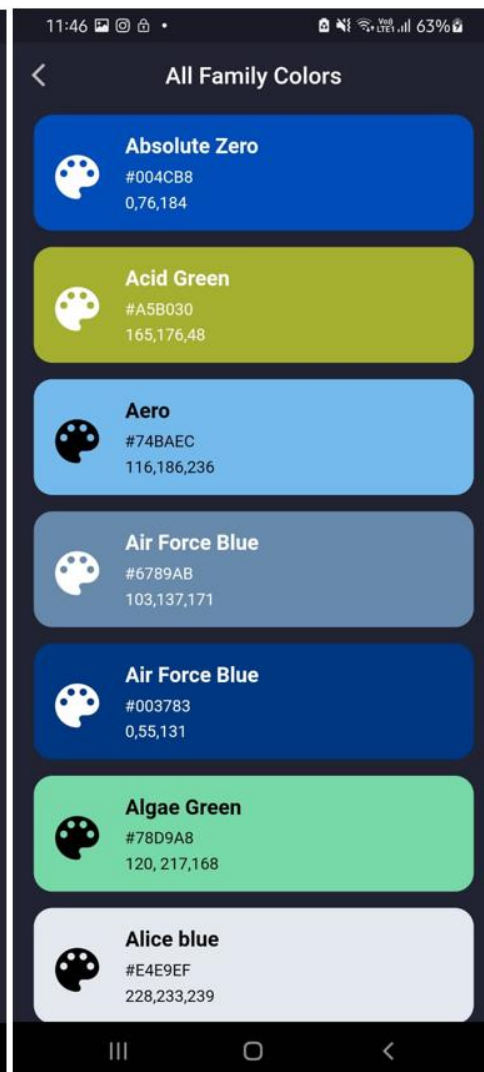 11:46
63%
All Family Colors
Absolute Zero
#004CB8
0,76,184
Acid Green
#A5B030
165,176,48
Aero
#74BAEC
116,186,236
Air Force Blue
#6789AB
103,137,171
Air Force Blue
#003783
0,55,131
Algae Green
#78D9A8
120, 217,168
Alice blue
#E4E9EF
228,233,239